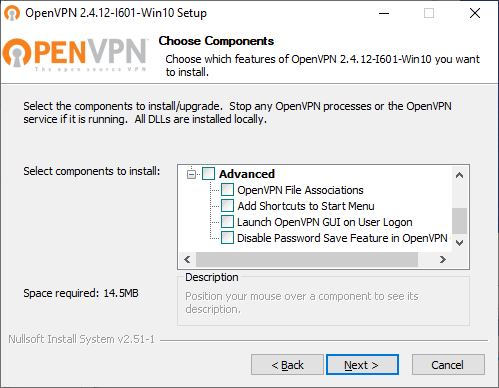 OpenVPN 2.4.12-I601-Win10 Setup
OPENVPN
The open source VPN
Choose Components
Choose which features of OpenVPN 2.4.12-I601-Win10 you want
to install.
Select the components to install/upgrade. Stop any OpenVPN processes or the OpenVPN
service if it is running. All DLLs are installed locally.
Select components to install:
Advanced
OpenVPN File Associations
Add Shortcuts to Start Menu
Launch OpenVPN GUI on User Logon
Disable Password Save Feature in OpenVPN
Space required: 14.5MB
Description
Position your mouse over a component to see its
description.
Nullsoft Install System v2.51-1
< Back
Next >
Cancel